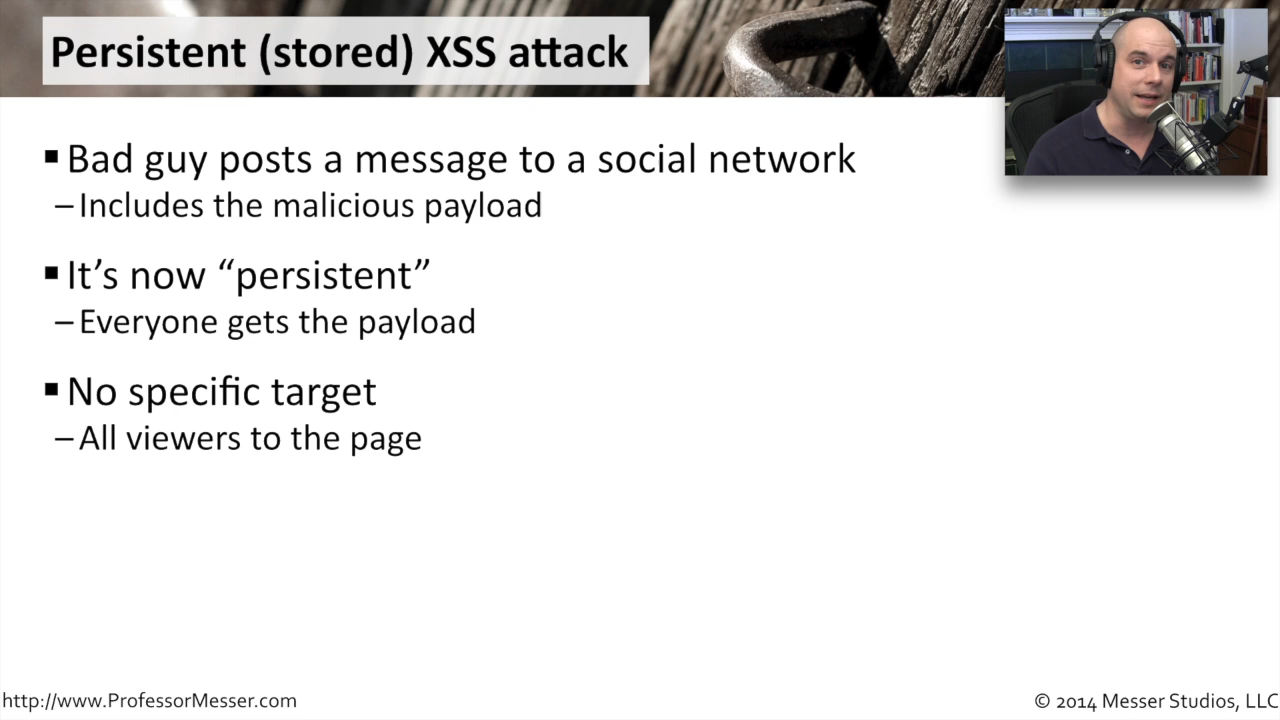 Persistent (stored) XSS attack
▪ Bad guy posts a message to a social network
– Includes the malicious payload
▪ It’s now “persistent”
– Everyone gets the payload
▪ No specific target
– All viewers to the page
http://www.ProfessorMesser.com
© 2014 Messer Studios, LLC